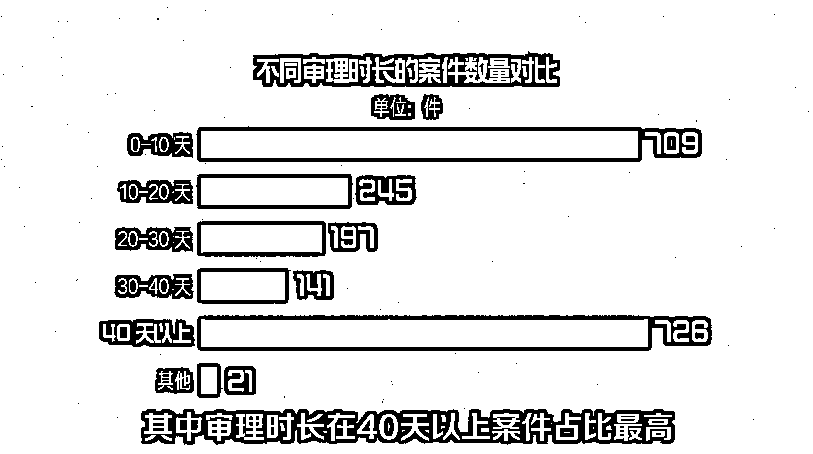 不同审理时长的案件数量对比
单位：件
0-10天 709
10-20天 245
20-30天 197
30-40天 141
40天以上 726
其他 21
其中审理时长在40天以上案件占比最高